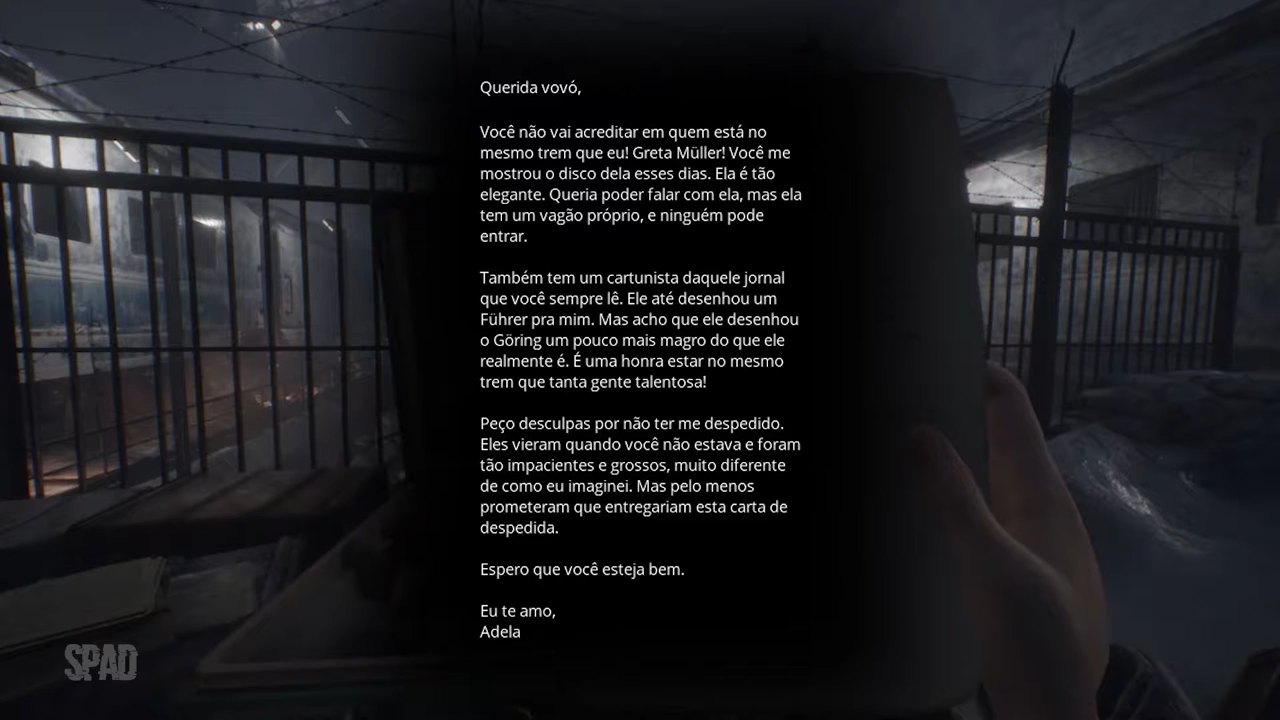 Querida vovó,
Você não vai acreditar em quem está no
mesmo trem que eu! Greta Müller! Você me
mostrou o disco dela esses dias. Ela é tão
elegante. Queria poder falar com ela, mas ela
tem um vagão próprio, e ninguém pode
entrar.
Também tem um cartunista daquele jornal
que você sempre lê. Ele até desenhou um
Führer pra mim. Mas acho que ele desenhou
o Göring um pouco mais magro do que ele
realmente é. É uma honra estar no mesmo
trem que tanta gente talentosa!
Peço desculpas por não ter me despedido.
Eles vieram quando você não estava e foram
tão impacientes e grossos, muito diferente
de como eu imaginei. Mas pelo menos
prometeram que entregariam esta carta de
despedida.
Espero que você esteja bem.
Eu te amo,
Adela
SPAD